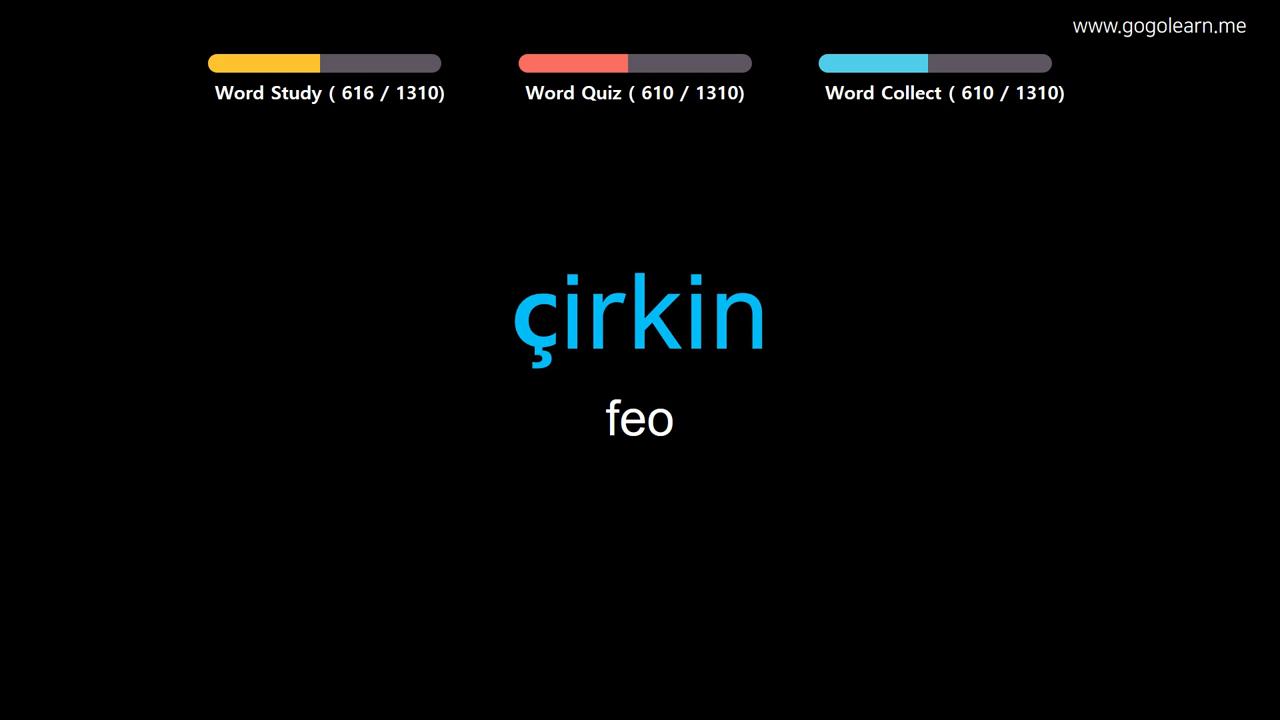 www.gogolearn.me
Word Study ( 616 / 1310)
Word Quiz ( 610 / 1310)
Word Collect ( 610 / 1310)
çirkin
feo